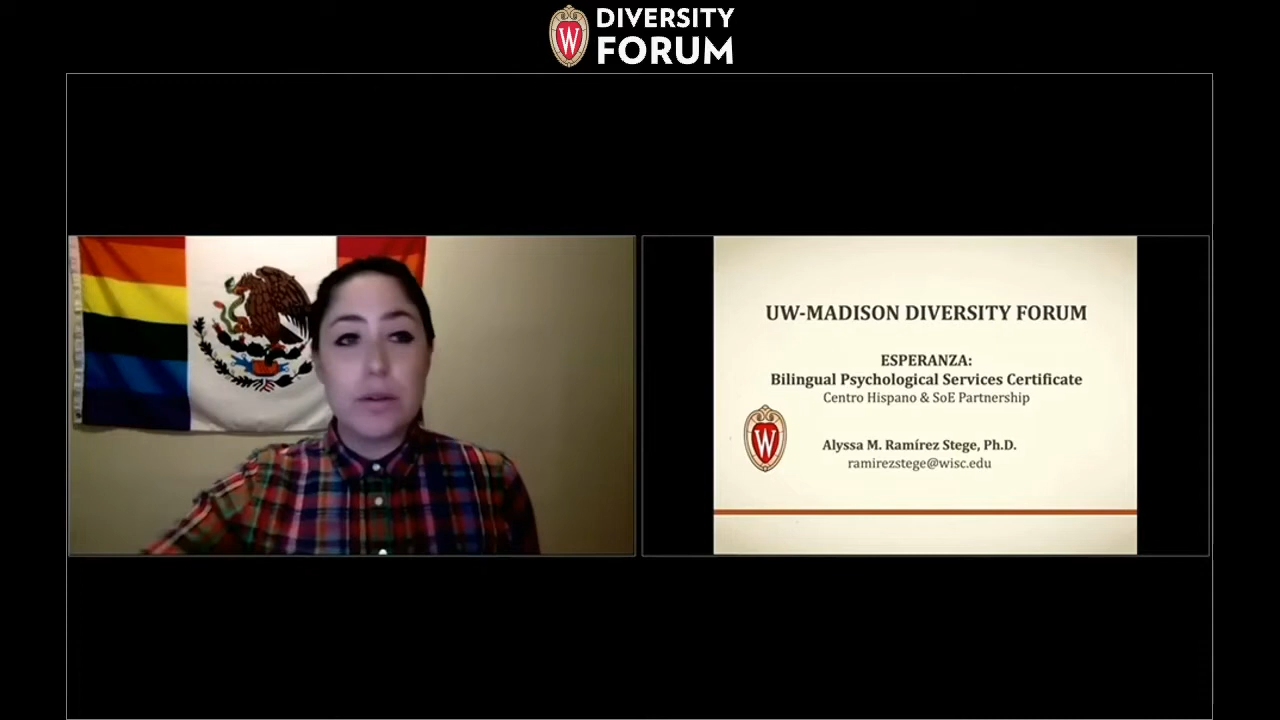 DIVERSITY
W FORUM
UW-MADISON DIVERSITY FORUM
ESPERANZA:
Bilingual Psychological Services Certificate
Centro Hispano & SoE Partnership
W
Alyssa M. Ramírez Stege, Ph.D.
ramirezstege@wisc.edu